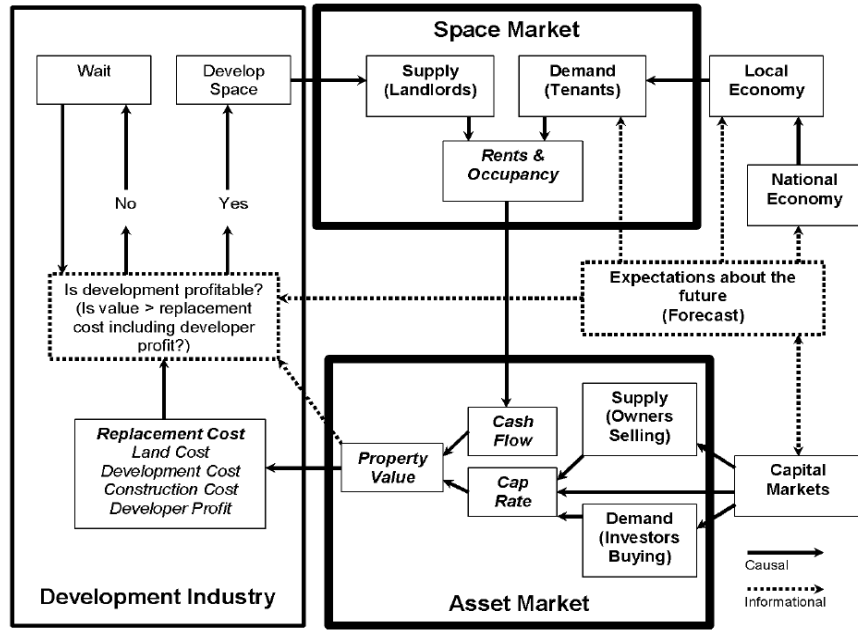 Space Market
Wait
Develop
Space
Supply
(Landlords)
Demand
(Tenants)
Local
Economy
Rents &
Occupancy
National
Economy
No
Yes
Is development profitable?
(Is value > replacement
cost including developer
profit?)
Expectations about the
future
(Forecast)
Replacement Cost
Land Cost
Development Cost
Construction Cost
Developer Profit
Property
Value
Cash
Flow
Cap
Rate
Supply
(Owners
Selling)
Demand
(Investors
Buying)
Capital
Markets
Causal
Informational
Development Industry
Asset Market